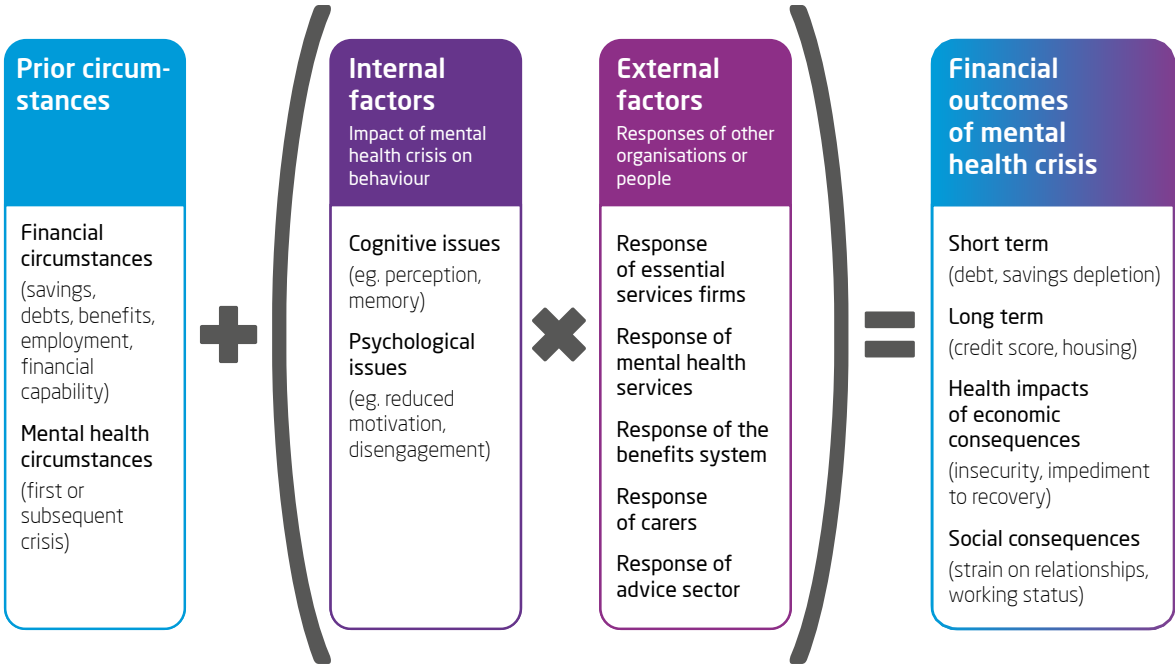 Prior circum-
stances
Financial
circumstances
(savings,
debts, benefits,
employment,
financial
capability)
Mental health
circumstances
(first or
subsequent
crisis)
+
(
Internal
factors
Impact of mental
health crisis on
behaviour
Cognitive issues
(eg. perception,
memory)
Psychological
issues
(eg. reduced
motivation,
disengagement)
×
External
factors
Responses of other
organisations or
people
Response
of essential
services firms
Response of
mental health
services
Response of the
benefits system
Response
of carers
Response of
advice sector
)
=
Financial
outcomes
of mental
health crisis
Short term
(debt, savings depletion)
Long term
(credit score, housing)
Health impacts
of economic
consequences
(insecurity, impediment
to recovery)
Social consequences
(strain on relationships,
working status)